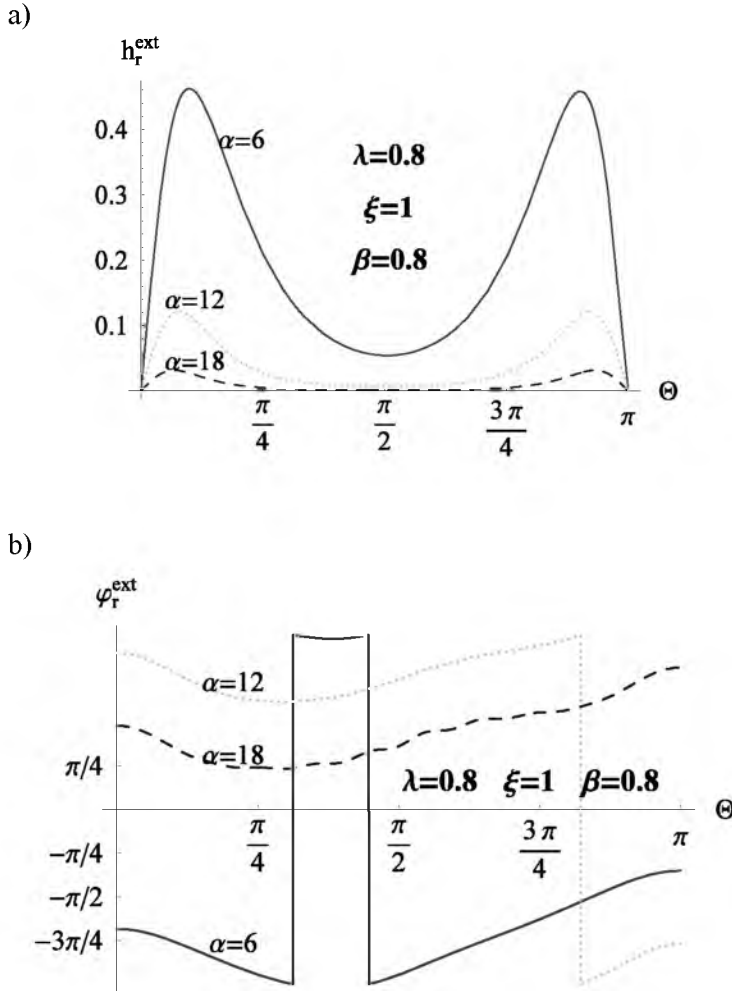 a)
h_r^ext
0.4
0.3
0.2
0.1
α=6
λ=0.8
ξ=1
β=0.8
α=12
α=18
π/4
π/2
3π/4
π
Θ
b)
φ_r^ext
α=12
α=18
π/4
λ=0.8 ξ=1 β=0.8
Θ
π/4
π/2
3π/4
π
−π/4
−π/2
−3π/4
α=6